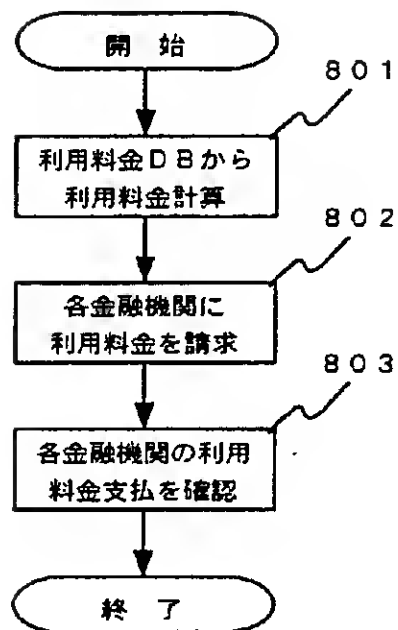 開 始
801
利用料金DBから
利用料金計算
802
各金融機関に
利用料金を請求
803
各金融機関の利用
料金支払を確認
終 了